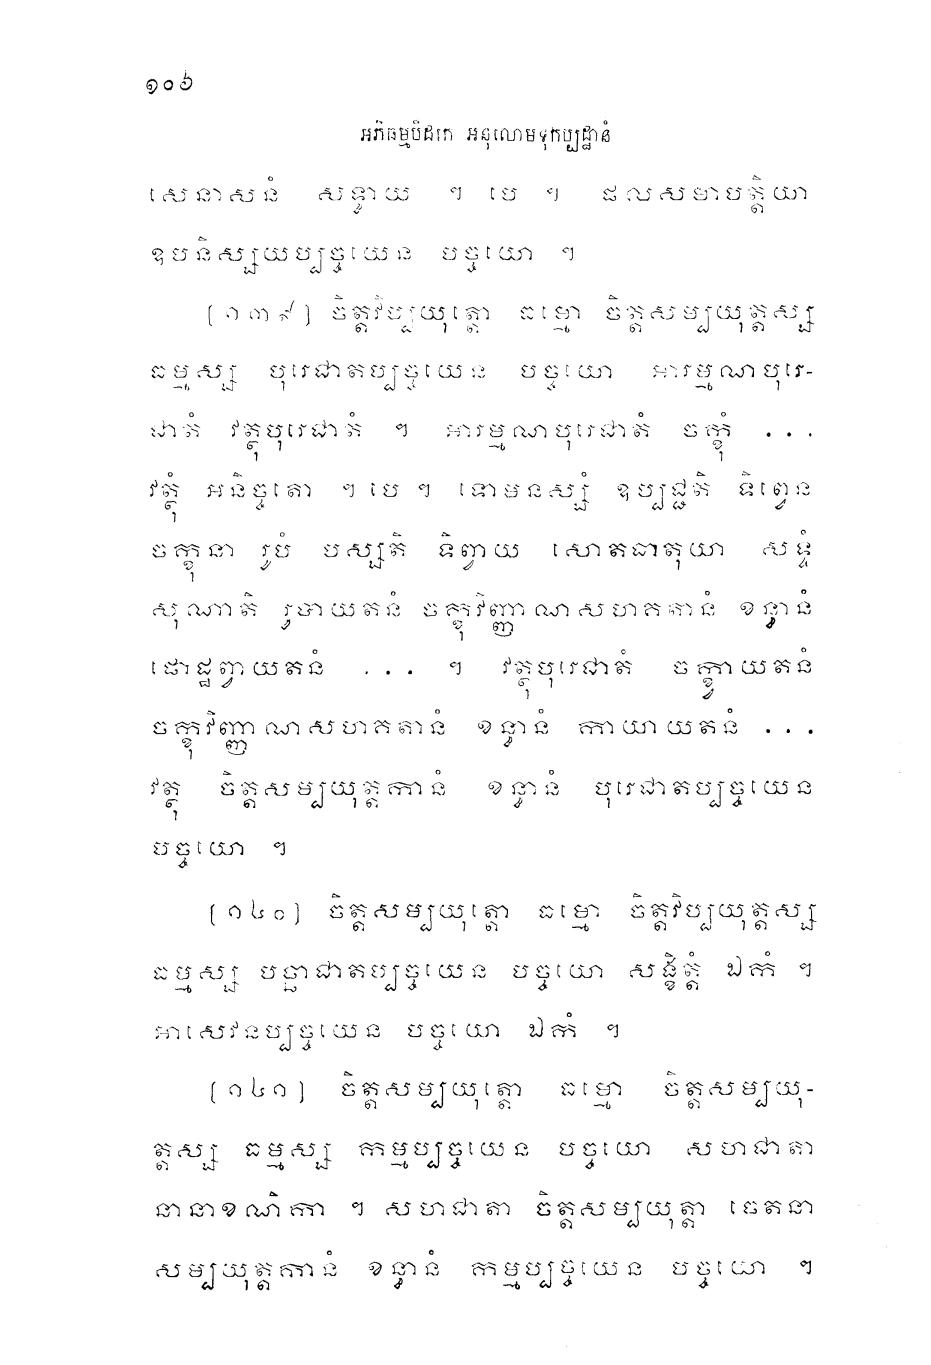 ១០៦
អភិធម្មបិដកេ អនុលោមទុកប្បដ្ឋានំ
សេនាសនំ សទ្ធាយ ។ បេ ។ ផលសមាបត្តិយា
ឧបនិស្សយប្បច្ចយេន បច្ចយោ ។
(១៣៩) ចិត្តវិប្បយុត្តោ ធម្មោ ចិត្តសម្បយុត្តស្ស
ធម្មស្ស បុរេជាតប្បច្ចយេន បច្ចយោ អារម្មណបុរេ-
ជាតំ វត្ថុបុរេជាតំ ។ អារម្មណបុរេជាតំ ចក្ខុំ ...
វត្ថុំ អនិច្ចតោ ។ បេ ។ ទោមនស្សំ ឧប្បជ្ជតិ ទិព្វេន
ចក្ខុនា រូបំ បស្សតិ ទិព្វាយ សោតធាតុយា សទ្ទំ
សុណាតិ រូបាយតនំ ចក្ខុវិញ្ញាណសហគតានំ ខន្ធានំ
ផោដ្ឋព្វាយតនំ ... ។ វត្ថុបុរេជាតំ ចក្ខ្វាយតនំ
ចក្ខុវិញ្ញាណសហគតានំ ខន្ធានំ កាយាយតនំ ...
វត្ថុ ចិត្តសម្បយុត្តកានំ ខន្ធានំ បុរេជាតប្បច្ចយេន
បច្ចយោ ។
(១៤០) ចិត្តសម្បយុត្តោ ធម្មោ ចិត្តវិប្បយុត្តស្ស
ធម្មស្ស បច្ឆាជាតប្បច្ចយេន បច្ចយោ សង្ខិត្តំ ឯកំ ។
អាសេវនប្បច្ចយេន បច្ចយោ ឯកំ ។
(១៤១) ចិត្តសម្បយុត្តោ ធម្មោ ចិត្តសម្បយុ-
ត្តស្ស ធម្មស្ស កម្មប្បច្ចយេន បច្ចយោ សហជាតា
នានាខណិកា ។ សហជាតា ចិត្តសម្បយុត្តា ចេតនា
សម្បយុត្តកានំ ខន្ធានំ កម្មប្បច្ចយេន បច្ចយោ ។